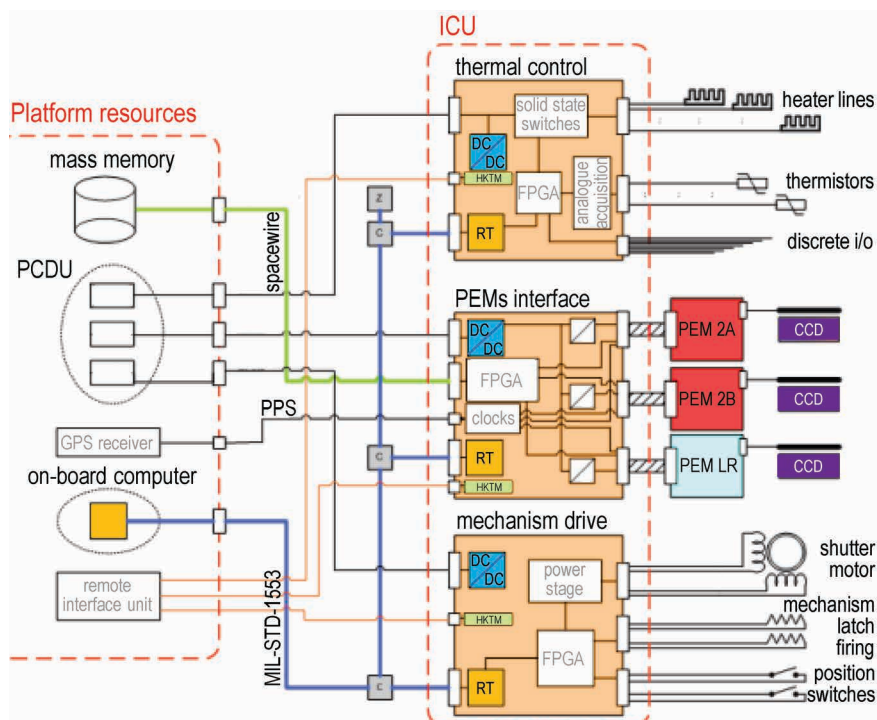 ICU
thermal control
Platform resources
solid state
switches
heater lines
mass memory
DC
DC
HKTM
FPGA
analogue
acquisition
thermistors
Z
C
RT
discrete i/o
spacewire
PCDU
PEMs interface
DC
DC
PEM 2A
CCD
FPGA
PEM 2B
CCD
PPS
clocks
GPS receiver
C
RT
PEM LR
CCD
on-board computer
HKTM
mechanism drive
DC
DC
power
stage
shutter
motor
remote
interface unit
MIL-STD-1553
HKTM
mechanism
latch
firing
FPGA
RT
position
switches